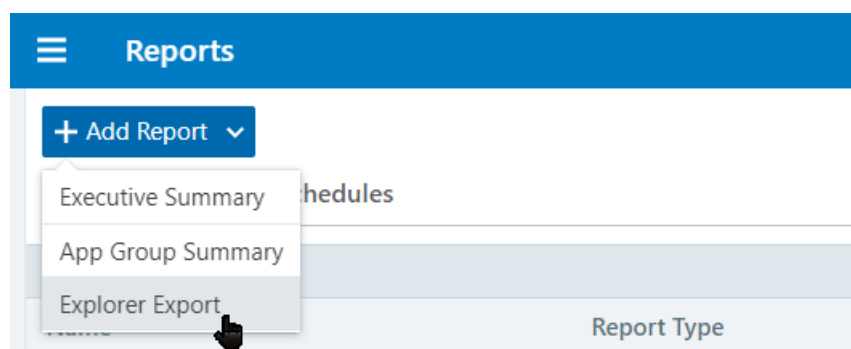 Reports
+ Add Report
hedules
Executive Summary
App Group Summary
Explorer Export
Report Type